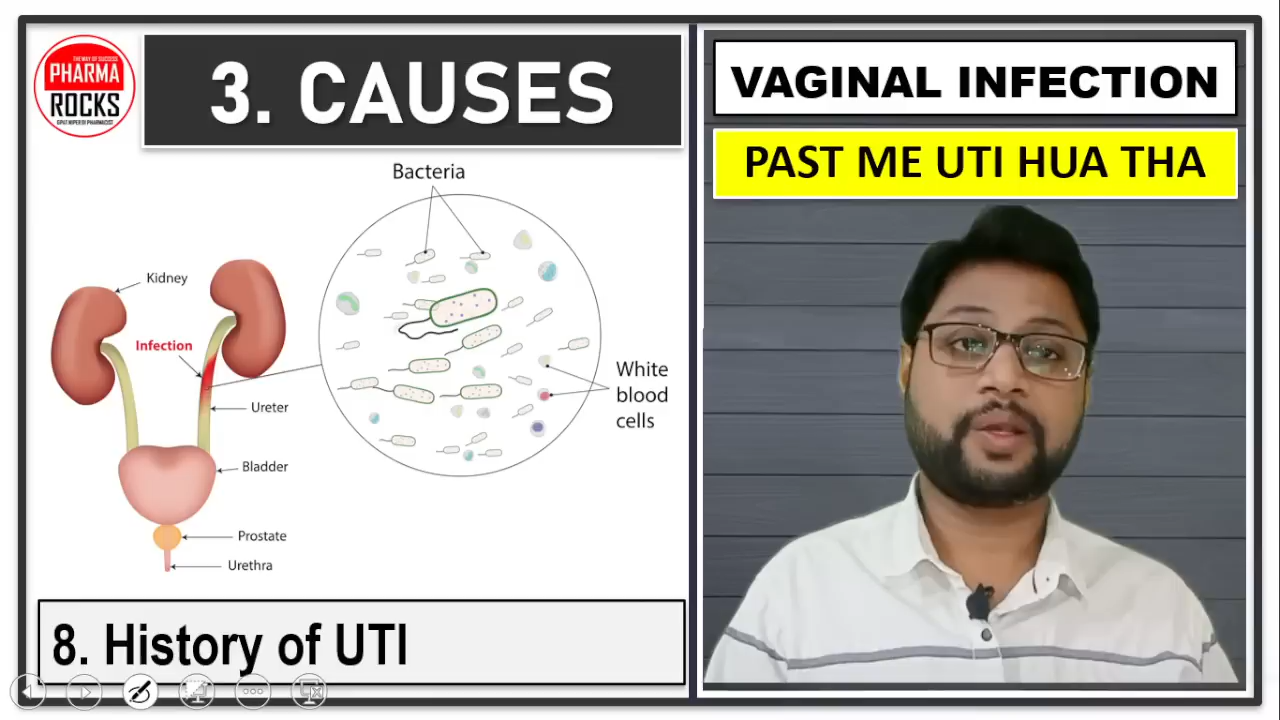 THE WAY OF SUCCESS
PHARMA
ROCKS
3. CAUSES
Bacteria
Kidney
Infection
Ureter
Bladder
Prostate
Urethra
White
blood
cells
8. History of UTI
VAGINAL INFECTION
PAST ME UTI HUA THA